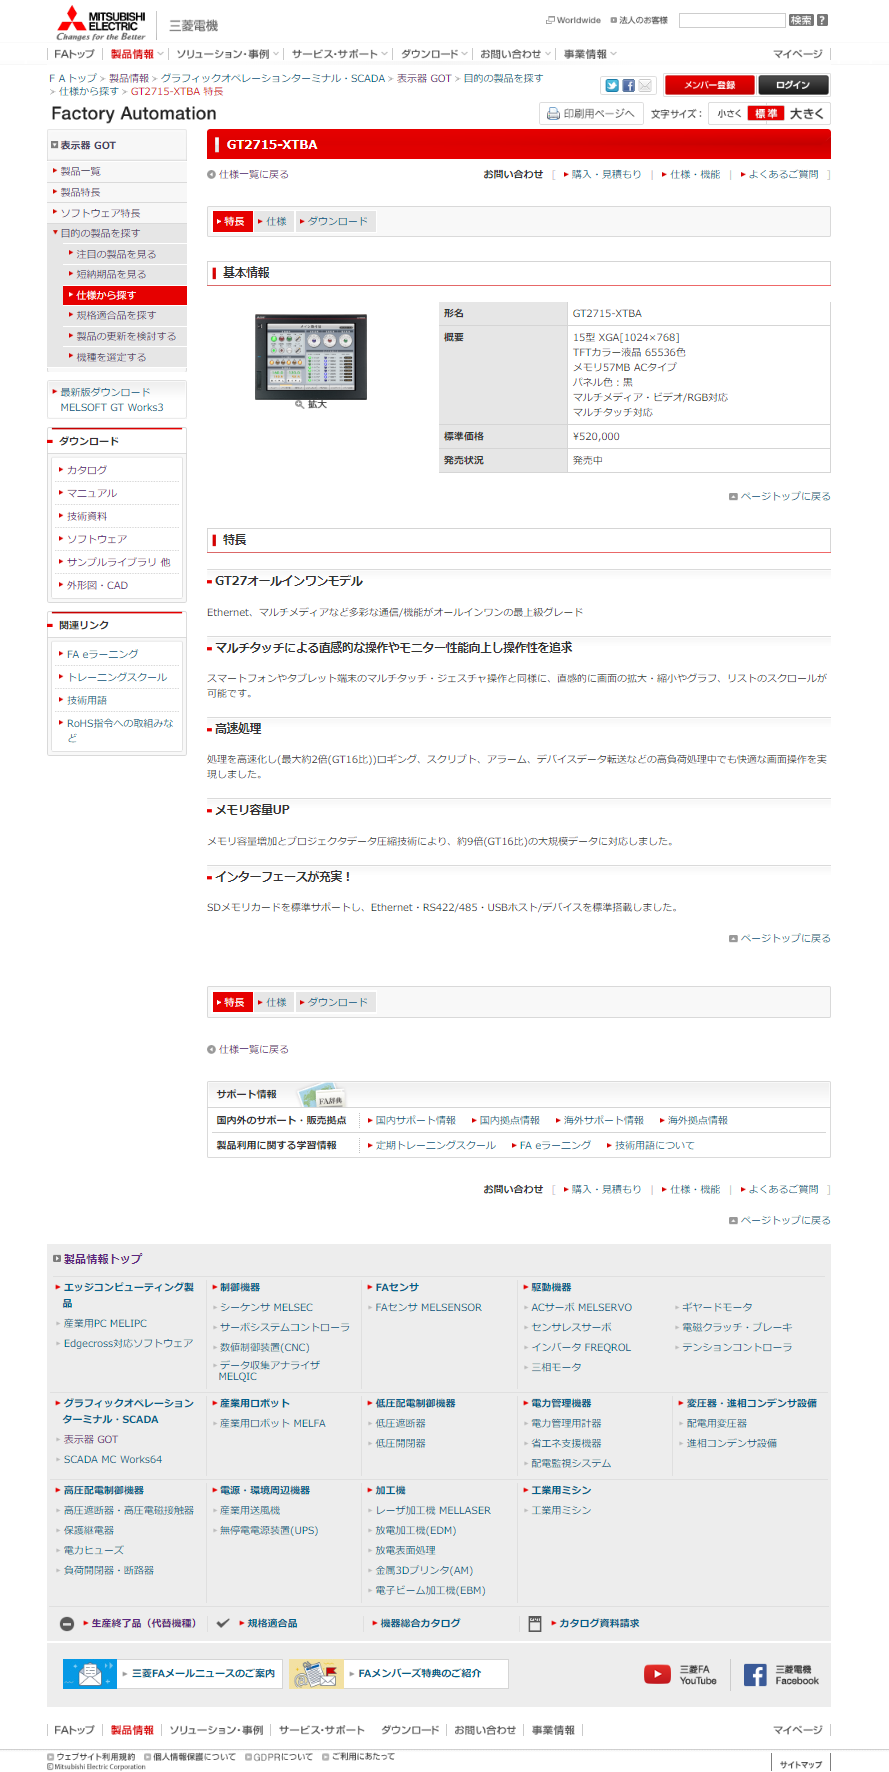 MITSUBISHI ELECTRIC
Changes for the Better
三菱電機
Worldwide 法人のお客様 検索 ?
FAトップ 製品情報 ソリューション・事例 サービス・サポート ダウンロード お問い合わせ 事業情報 マイページ
FAトップ > 製品情報 > グラフィックオペレーションターミナル・SCADA > 表示器 GOT > 目的の製品を探す
> 仕様から探す > GT2715-XTBA 特長
メンバー登録 ログイン
Factory Automation
印刷用ページへ 文字サイズ： 小さく 標準 大きく
表示器 GOT
製品一覧
製品特長
ソフトウェア特長
目的の製品を探す
注目の製品を見る
短納期品を見る
仕様から探す
規格適合品を探す
製品の更新を検討する
機種を選定する
最新版ダウンロード
MELSOFT GT Works3
ダウンロード
カタログ
マニュアル
技術資料
ソフトウェア
サンプルライブラリ 他
外形図・CAD
関連リンク
FA eラーニング
トレーニングスクール
技術用語
RoHS指令への取組みな
ど
GT2715-XTBA
仕様一覧に戻る
お問い合わせ [ 購入・見積もり | 仕様・機能 | よくあるご質問 ]
特長 仕様 ダウンロード
基本情報
拡大
形名 GT2715-XTBA
概要 15型 XGA[1024×768]
TFTカラー液晶 65536色
メモリ57MB ACタイプ
パネル色：黒
マルチメディア・ビデオ/RGB対応
マルチタッチ対応
標準価格 ¥520,000
発売状況 発売中
ページトップに戻る
特長
GT27オールインワンモデル
Ethernet、マルチメディアなど多彩な通信/機能がオールインワンの最上級グレード
マルチタッチによる直感的な操作やモニター性能向上し操作性を追求
スマートフォンやタブレット端末のマルチタッチ・ジェスチャ操作と同様に、直感的に画面の拡大・縮小やグラフ、リストのスクロールが
可能です。
高速処理
処理を高速化し(最大約2倍(GT16比))ロギング、スクリプト、アラーム、デバイスデータ転送などの高負荷処理中でも快適な画面操作を実
現しました。
メモリ容量UP
メモリ容量増加とプロジェクタデータ圧縮技術により、約9倍(GT16比)の大規模データに対応しました。
インターフェースが充実！
SDメモリカードを標準サポートし、Ethernet・RS422/485・USBホスト/デバイスを標準搭載しました。
ページトップに戻る
特長 仕様 ダウンロード
仕様一覧に戻る
サポート情報 FA辞典
国内外のサポート・販売拠点 国内サポート情報 国内拠点情報 海外サポート情報 海外拠点情報
製品利用に関する学習情報 定期トレーニングスクール FA eラーニング 技術用語について
お問い合わせ [ 購入・見積もり | 仕様・機能 | よくあるご質問 ]
ページトップに戻る
製品情報トップ
エッジコンピューティング製
品
産業用PC MELIPC
Edgecross対応ソフトウェア
制御機器
シーケンサ MELSEC
サーボシステムコントローラ
数値制御装置(CNC)
データ収集アナライザ
MELQIC
FAセンサ
FAセンサ MELSENSOR
駆動機器
ACサーボ MELSERVO
センサレスサーボ
インバータ FREQROL
三相モータ
ギヤードモータ
電磁クラッチ・ブレーキ
テンションコントローラ
グラフィックオペレーション
ターミナル・SCADA
表示器 GOT
SCADA MC Works64
産業用ロボット
産業用ロボット MELFA
低圧配電制御機器
低圧遮断器
低圧開閉器
電力管理機器
電力管理用計器
省エネ支援機器
配電監視システム
変圧器・進相コンデンサ設備
配電用変圧器
進相コンデンサ設備
高圧配電制御機器
高圧遮断器・高圧電磁接触器
保護継電器
電力ヒューズ
負荷開閉器・断路器
電源・環境周辺機器
産業用送風機
無停電電源装置(UPS)
加工機
レーザ加工機 MELLASER
放電加工機(EDM)
放電表面処理
金属3Dプリンタ(AM)
電子ビーム加工機(EBM)
工業用ミシン
工業用ミシン
生産終了品（代替機種） 規格適合品 機器総合カタログ カタログ資料請求
三菱FAメールニュースのご案内 FAメンバーズ特典のご紹介
三菱FA
YouTube
三菱電機
Facebook
FAトップ 製品情報 ソリューション・事例 サービス・サポート ダウンロード お問い合わせ 事業情報 マイページ
ウェブサイト利用規約 個人情報保護について GDPRについて ご利用にあたって
© Mitsubishi Electric Corporation
サイトマップ